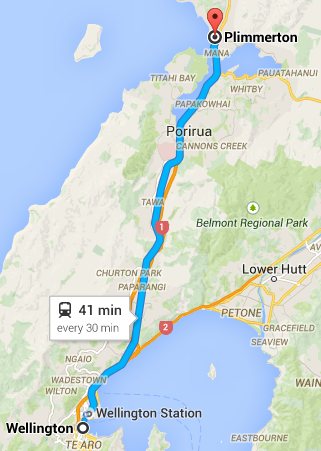 Plimmerton
MANA
TITAHI BAY
PAUATAHANUI
WHITBY
PAPAKOWHAI
Porirua
CANNONS CREEK
TAWA
1
Belmont Regional Park
CHURTON PARK
PAPARANGI
Lower Hutt
41 min
every 30 min
PETONE
2
GRACEFIELD
SEAVIEW
NGAIO
WADESTOWN
WILTON
WAIN
Wellington Station
Wellington
TE ARO
EASTBOURNE